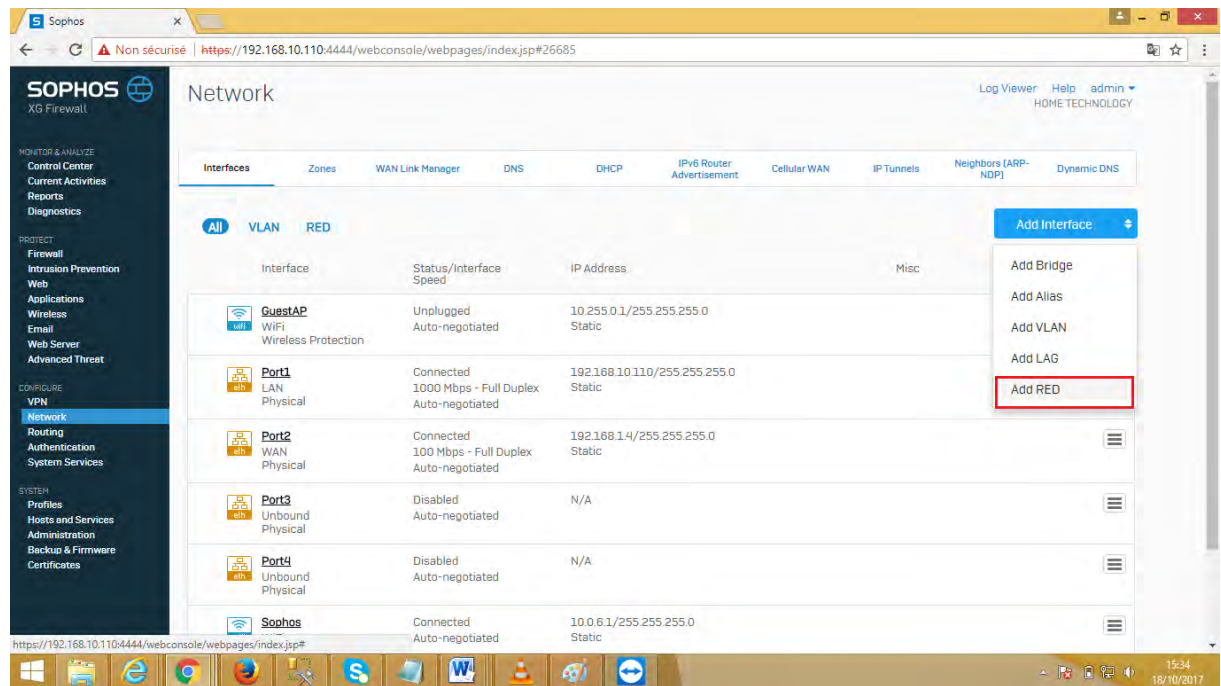 Sophos
Non sécurisé | https://192.168.10.110:4444/webconsole/webpages/index.jsp#26685
SOPHOS
XG Firewall
Network
Log Viewer Help admin
HOME TECHNOLOGY
MONITOR & ANALYZE
Control Center
Current Activities
Reports
Diagnostics
PROTECT
Firewall
Intrusion Prevention
Web
Applications
Wireless
Email
Web Server
Advanced Threat
CONFIGURE
VPN
Network
Routing
Authentication
System Services
SYSTEM
Profiles
Hosts and Services
Administration
Backup & Firmware
Certificates
Interfaces Zones WAN Link Manager DNS DHCP IPv6 Router Advertisement Cellular WAN IP Tunnels Neighbors (ARP-NDP) Dynamic DNS
All VLAN RED
Add Interface
Add Bridge
Add Alias
Add VLAN
Add LAG
Add RED
Interface Status/Interface Speed IP Address Misc
wifi GuestAP Unplugged 10.255.0.1/255.255.255.0
WiFi Auto-negotiated Static
Wireless Protection
Port1 Connected 192.168.10.110/255.255.255.0
eth LAN 1000 Mbps - Full Duplex Static
Physical Auto-negotiated
Port2 Connected 192.168.1.4/255.255.255.0
eth WAN 100 Mbps - Full Duplex Static
Physical Auto-negotiated
Port3 Disabled N/A
eth Unbound Auto-negotiated
Physical
Port4 Disabled N/A
eth Unbound Auto-negotiated
Physical
Sophos Connected 10.0.6.1/255.255.255.0
Auto-negotiated Static
https://192.168.10.110:4444/webconsole/webpages/index.jsp#
15:34
18/10/2017